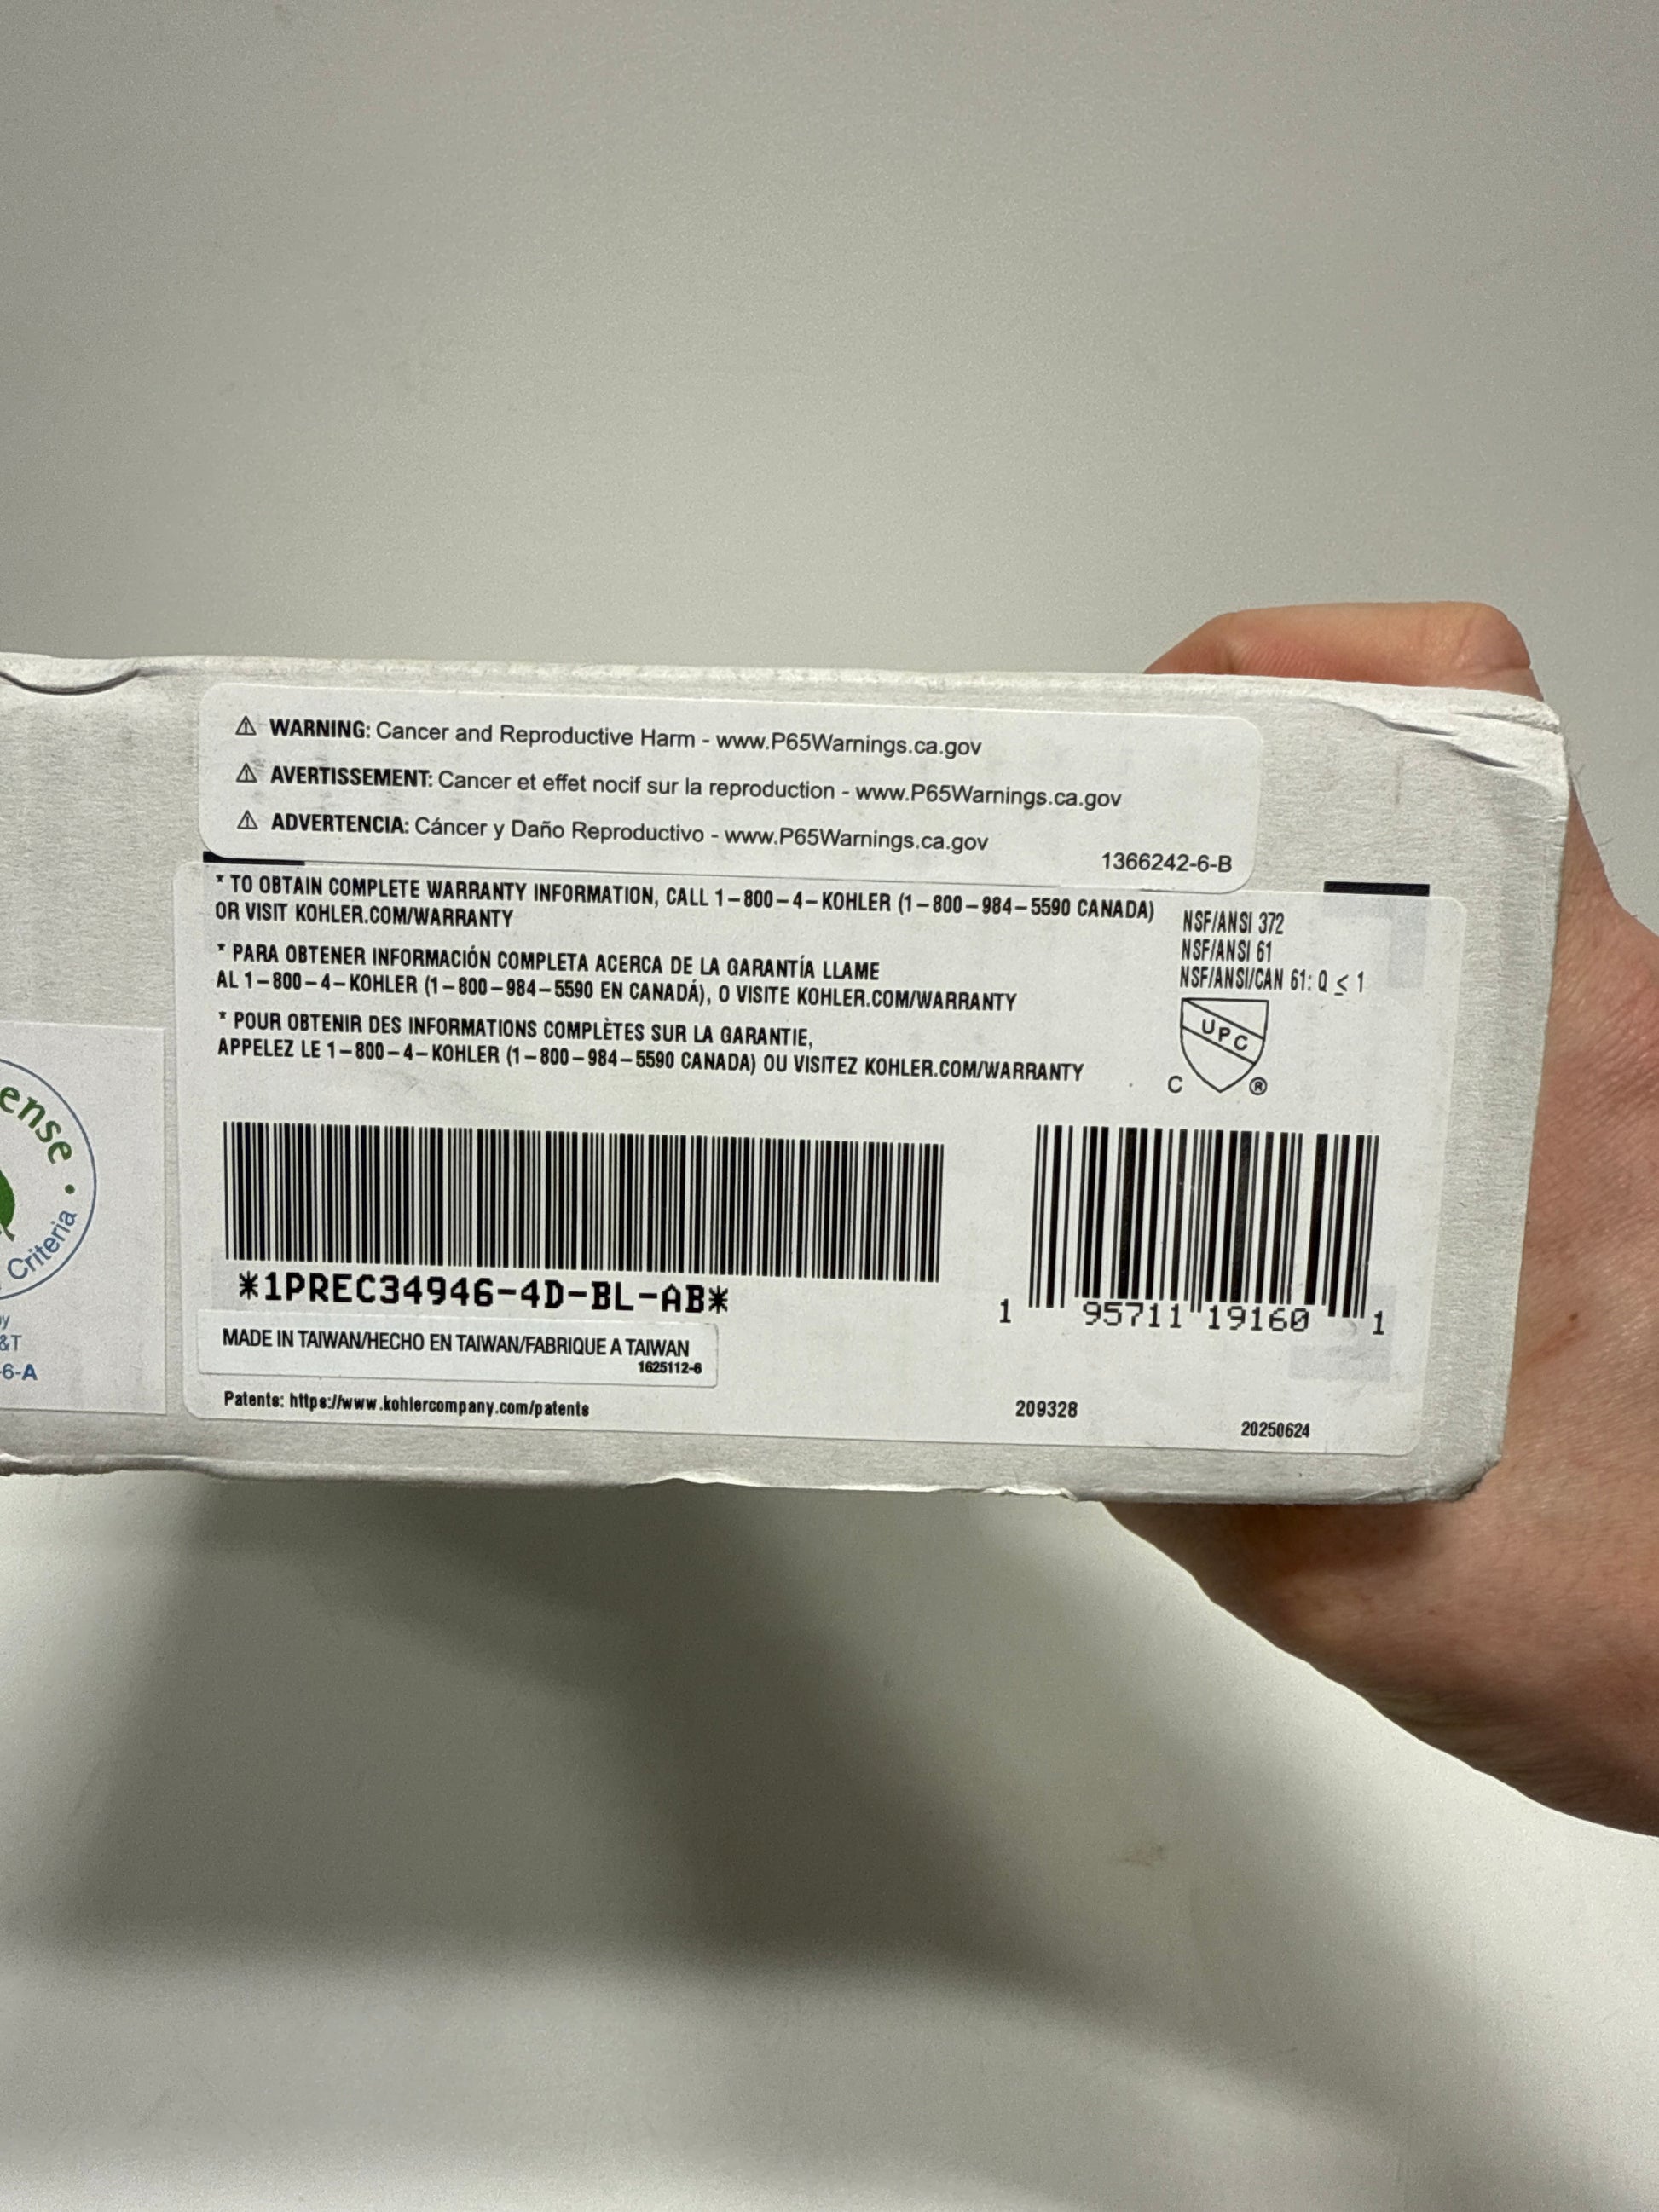 ⚠ WARNING: Cancer and Reproductive Harm - www.P65Warnings.ca.gov
⚠ AVERTISSEMENT: Cancer et effet nocif sur la reproduction - www.P65Warnings.ca.gov
⚠ ADVERTENCIA: Cáncer y Daño Reproductivo - www.P65Warnings.ca.gov
1366242-6-B
* TO OBTAIN COMPLETE WARRANTY INFORMATION, CALL 1-800-4-KOHLER (1-800-984-5590 CANADA)
OR VISIT KOHLER.COM/WARRANTY
* PARA OBTENER INFORMACIÓN COMPLETA ACERCA DE LA GARANTÍA LLAME
AL 1-800-4-KOHLER (1-800-984-5590 EN CANADÁ), O VISITE KOHLER.COM/WARRANTY
* POUR OBTENIR DES INFORMATIONS COMPLÈTES SUR LA GARANTIE,
APPELEZ LE 1-800-4-KOHLER (1-800-984-5590 CANADA) OU VISITEZ KOHLER.COM/WARRANTY
NSF/ANSI 372
NSF/ANSI 61
NSF/ANSI/CAN 61: Q ≤ 1
UPC
C ®
ense
Criteria
y
&T
-6-A
*1PREC34946-4D-BL-AB*
1 95711 19160 1
MADE IN TAIWAN/HECHO EN TAIWAN/FABRIQUE A TAIWAN
1625112-6
Patents: https://www.kohlercompany.com/patents
209328
20250624